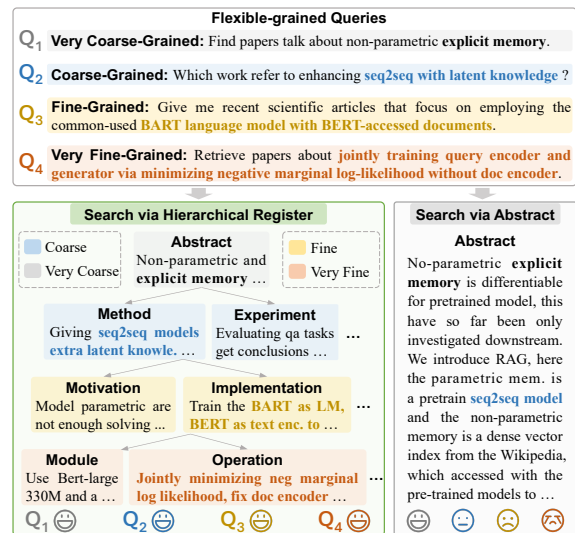 Flexible-grained Queries
Q1 Very Coarse-Grained: Find papers talk about non-parametric explicit memory.
Q2 Coarse-Grained: Which work refer to enhancing seq2seq with latent knowledge ?
Q3 Fine-Grained: Give me recent scientific articles that focus on employing the
common-used BART language model with BERT-accessed documents.
Q4 Very Fine-Grained: Retrieve papers about jointly training query encoder and
generator via minimizing negative marginal log-likelihood without doc encoder.
Search via Hierarchical Register
Coarse
Very Coarse
Abstract
Non-parametric and
explicit memory ...
Fine
Very Fine
Method
Giving seq2seq models
extra latent knowle. ...
Experiment
Evaluating qa tasks
get conclusions ...
...
Motivation
Model parametric are
not enough solving ...
Implementation
Train the BART as LM,
BERT as text enc. to ...
...
Module
Use Bert-large
330M and a ...
Operation
Jointly minimizing neg marginal
log likelihood, fix doc encoder ...
...
Q1 Q2 Q3 Q4
Search via Abstract
Abstract
No-parametric explicit
memory is differentiable
for pretrained model, this
have so far been only
investigated downstream.
We introduce RAG, here
the parametric mem. is
a pretrain seq2seq model
and the non-parametric
memory is a dense vector
index from the Wikipedia,
which accessed with the
pre-trained models to ...